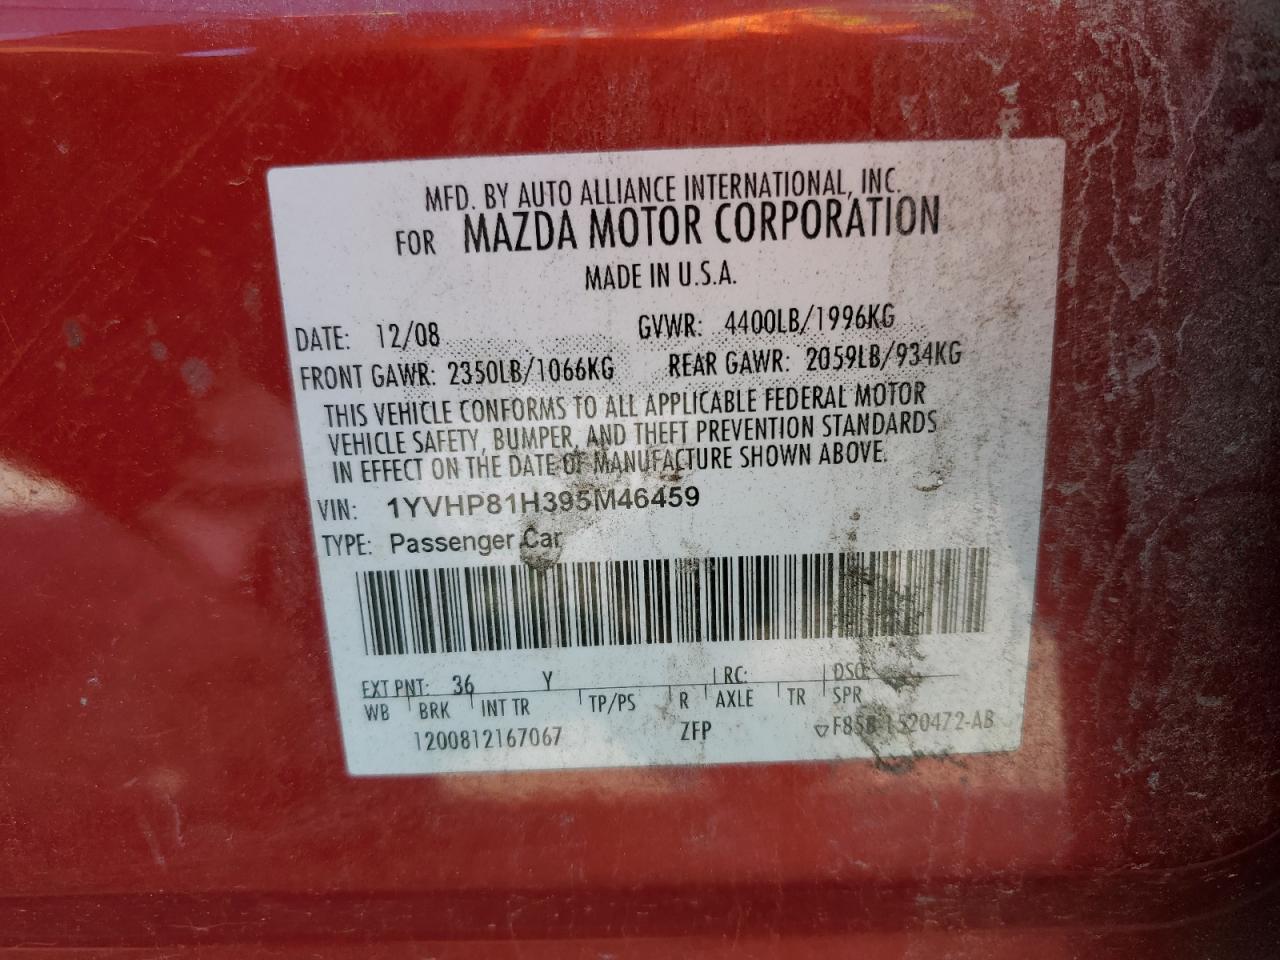 MFD. BY AUTO ALLIANCE INTERNATIONAL, INC.
FOR MAZDA MOTOR CORPORATION
MADE IN U.S.A.
DATE: 12/08 GVWR: 4400LB/1996KG
FRONT GAWR: 2350LB/1066KG REAR GAWR: 2059LB/934KG
THIS VEHICLE CONFORMS TO ALL APPLICABLE FEDERAL MOTOR
VEHICLE SAFETY, BUMPER, AND THEFT PREVENTION STANDARDS
IN EFFECT ON THE DATE OF MANUFACTURE SHOWN ABOVE.
VIN: 1YVHP81H395M46459
TYPE: Passenger Car
EXT PNT: 36 Y RC: DSO:
WB BRK INT TR TP/PS R AXLE TR SPR
1200812167067 ZFP